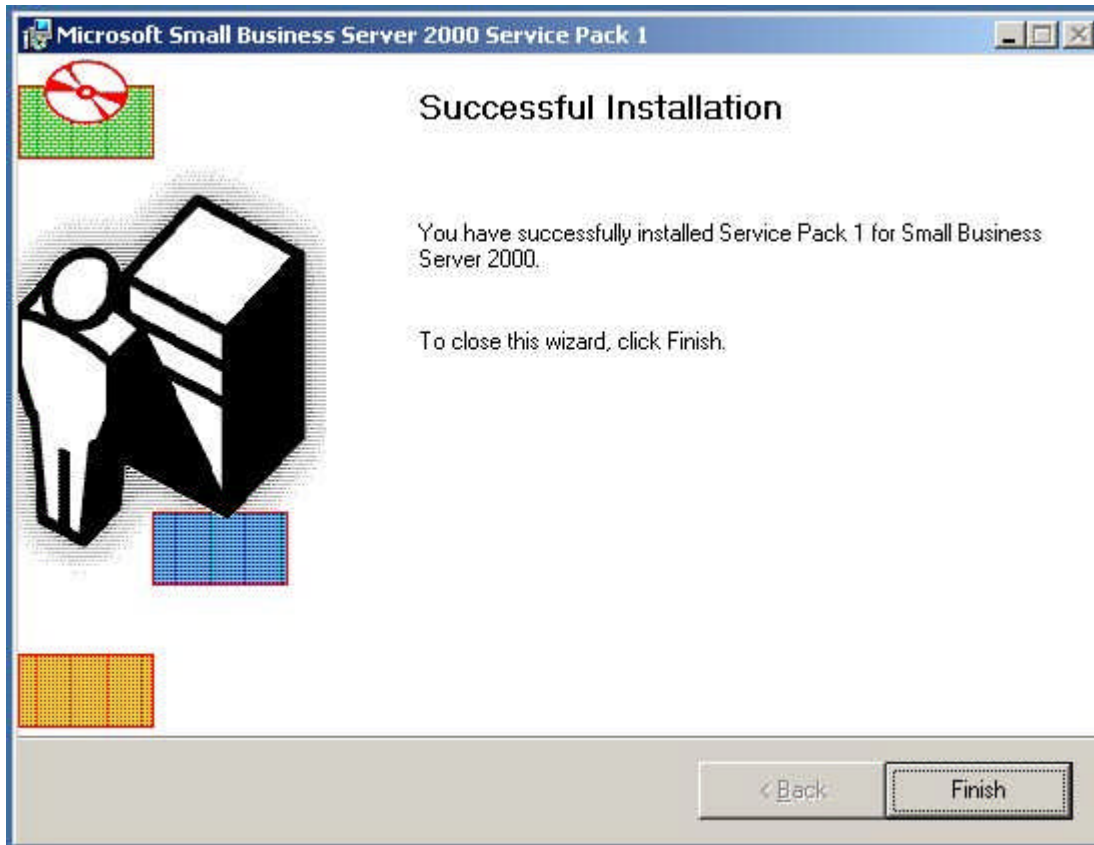 Microsoft Small Business Server 2000 Service Pack 1
Successful Installation
You have successfully installed Service Pack 1 for Small Business
Server 2000.
To close this wizard, click Finish.
< Back
Finish